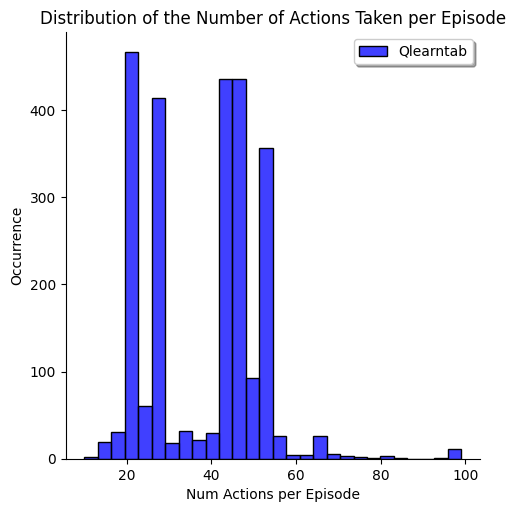 Distribution of the Number of Actions Taken per Episode
Qlearntab
400
300
200
100
0
Occurrence
20
40
60
80
100
Num Actions per Episode